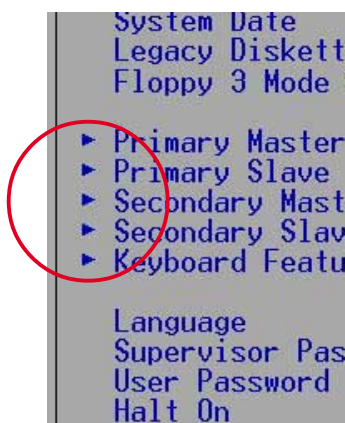 System Date
Legacy Diskett
Floppy 3 Mode
Primary Master
Primary Slave
Secondary Mast
Secondary Slav
Keyboard Featu
Language
Supervisor Pas
User Password
Halt On